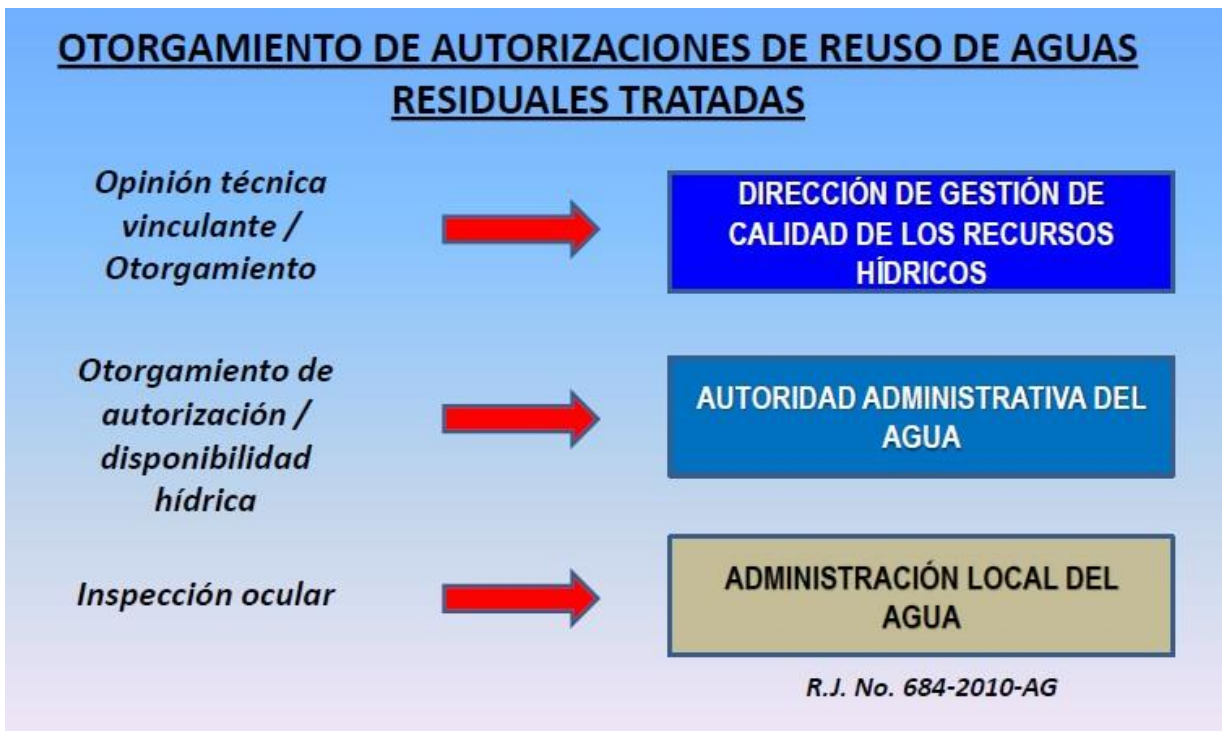 OTORGAMIENTO DE AUTORIZACIONES DE REUSO DE AGUAS
RESIDUALES TRATADAS
Opinión técnica
vinculante /
Otorgamiento
DIRECCIÓN DE GESTIÓN DE
CALIDAD DE LOS RECURSOS
HÍDRICOS
Otorgamiento de
autorización /
disponibilidad
hídrica
AUTORIDAD ADMINISTRATIVA DEL
AGUA
Inspección ocular
ADMINISTRACIÓN LOCAL DEL
AGUA
R.J. No. 684-2010-AG